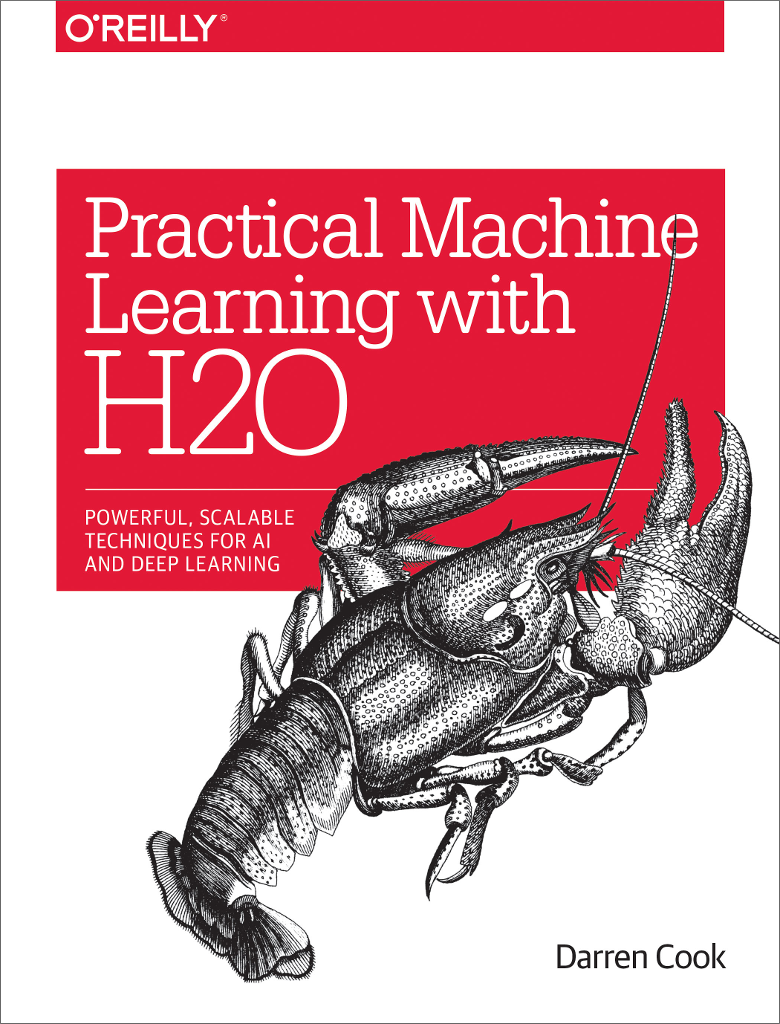 O'REILLY®
Practical Machine
Learning with
H2O
POWERFUL, SCALABLE
TECHNIQUES FOR AI
AND DEEP LEARNING
Darren Cook